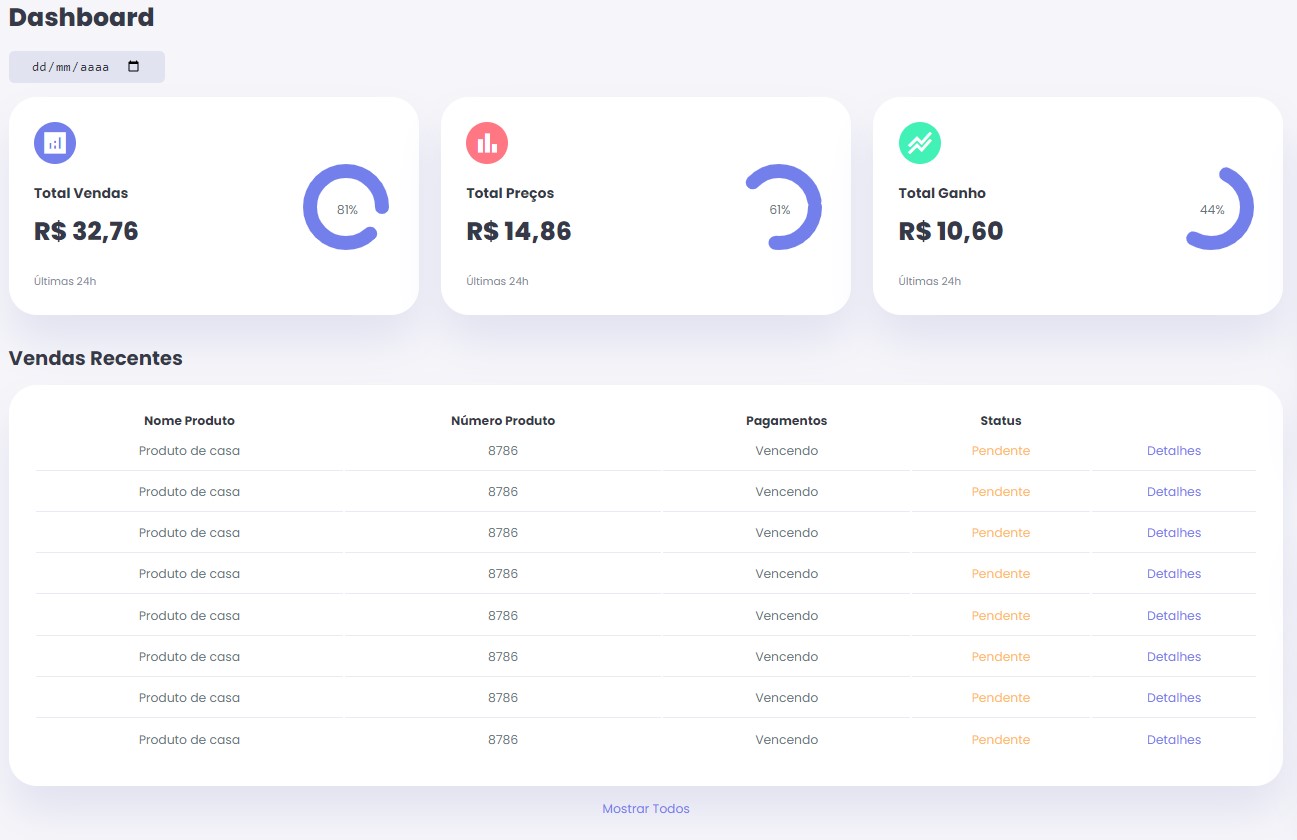 Dashboard
dd/mm/aaaa
Total Vendas
R$ 32,76
81%
Últimas 24h
Total Preços
R$ 14,86
61%
Últimas 24h
Total Ganho
R$ 10,60
44%
Últimas 24h
Vendas Recentes
Nome Produto Número Produto Pagamentos Status
Produto de casa 8786 Vencendo Pendente Detalhes
Produto de casa 8786 Vencendo Pendente Detalhes
Produto de casa 8786 Vencendo Pendente Detalhes
Produto de casa 8786 Vencendo Pendente Detalhes
Produto de casa 8786 Vencendo Pendente Detalhes
Produto de casa 8786 Vencendo Pendente Detalhes
Produto de casa 8786 Vencendo Pendente Detalhes
Produto de casa 8786 Vencendo Pendente Detalhes
Mostrar Todos